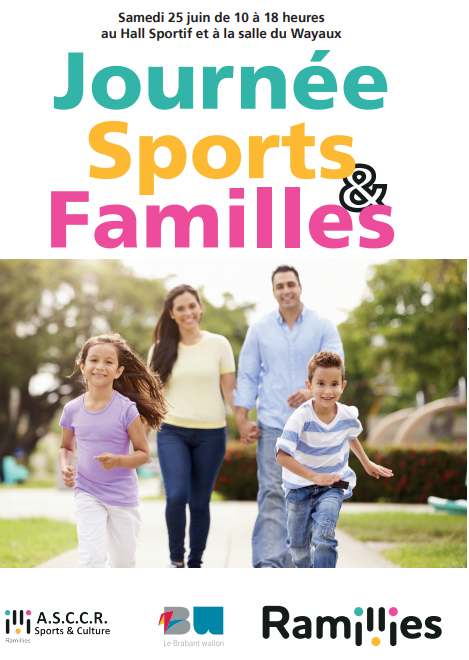 Samedi 25 juin de 10 à 18 heures
au Hall Sportif et à la salle du Wayaux
Journée
Sports
&
Familles
A.S.C.C.R.
Sports & Culture
Ramillies
BW
Le Brabant wallon
Ramillies